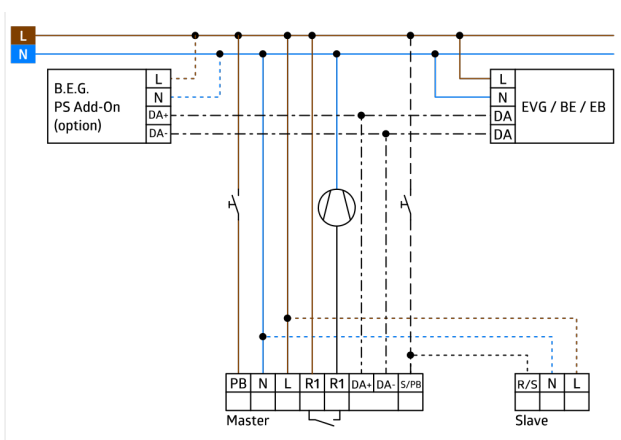 L
N
B.E.G.
PS Add-On
(option)
L
N
DA+
DA-
L
N
DA
DA
EVG / BE / EB
PB N L R1 R1 DA+ DA- S/PB
R/S N L
Master
Slave